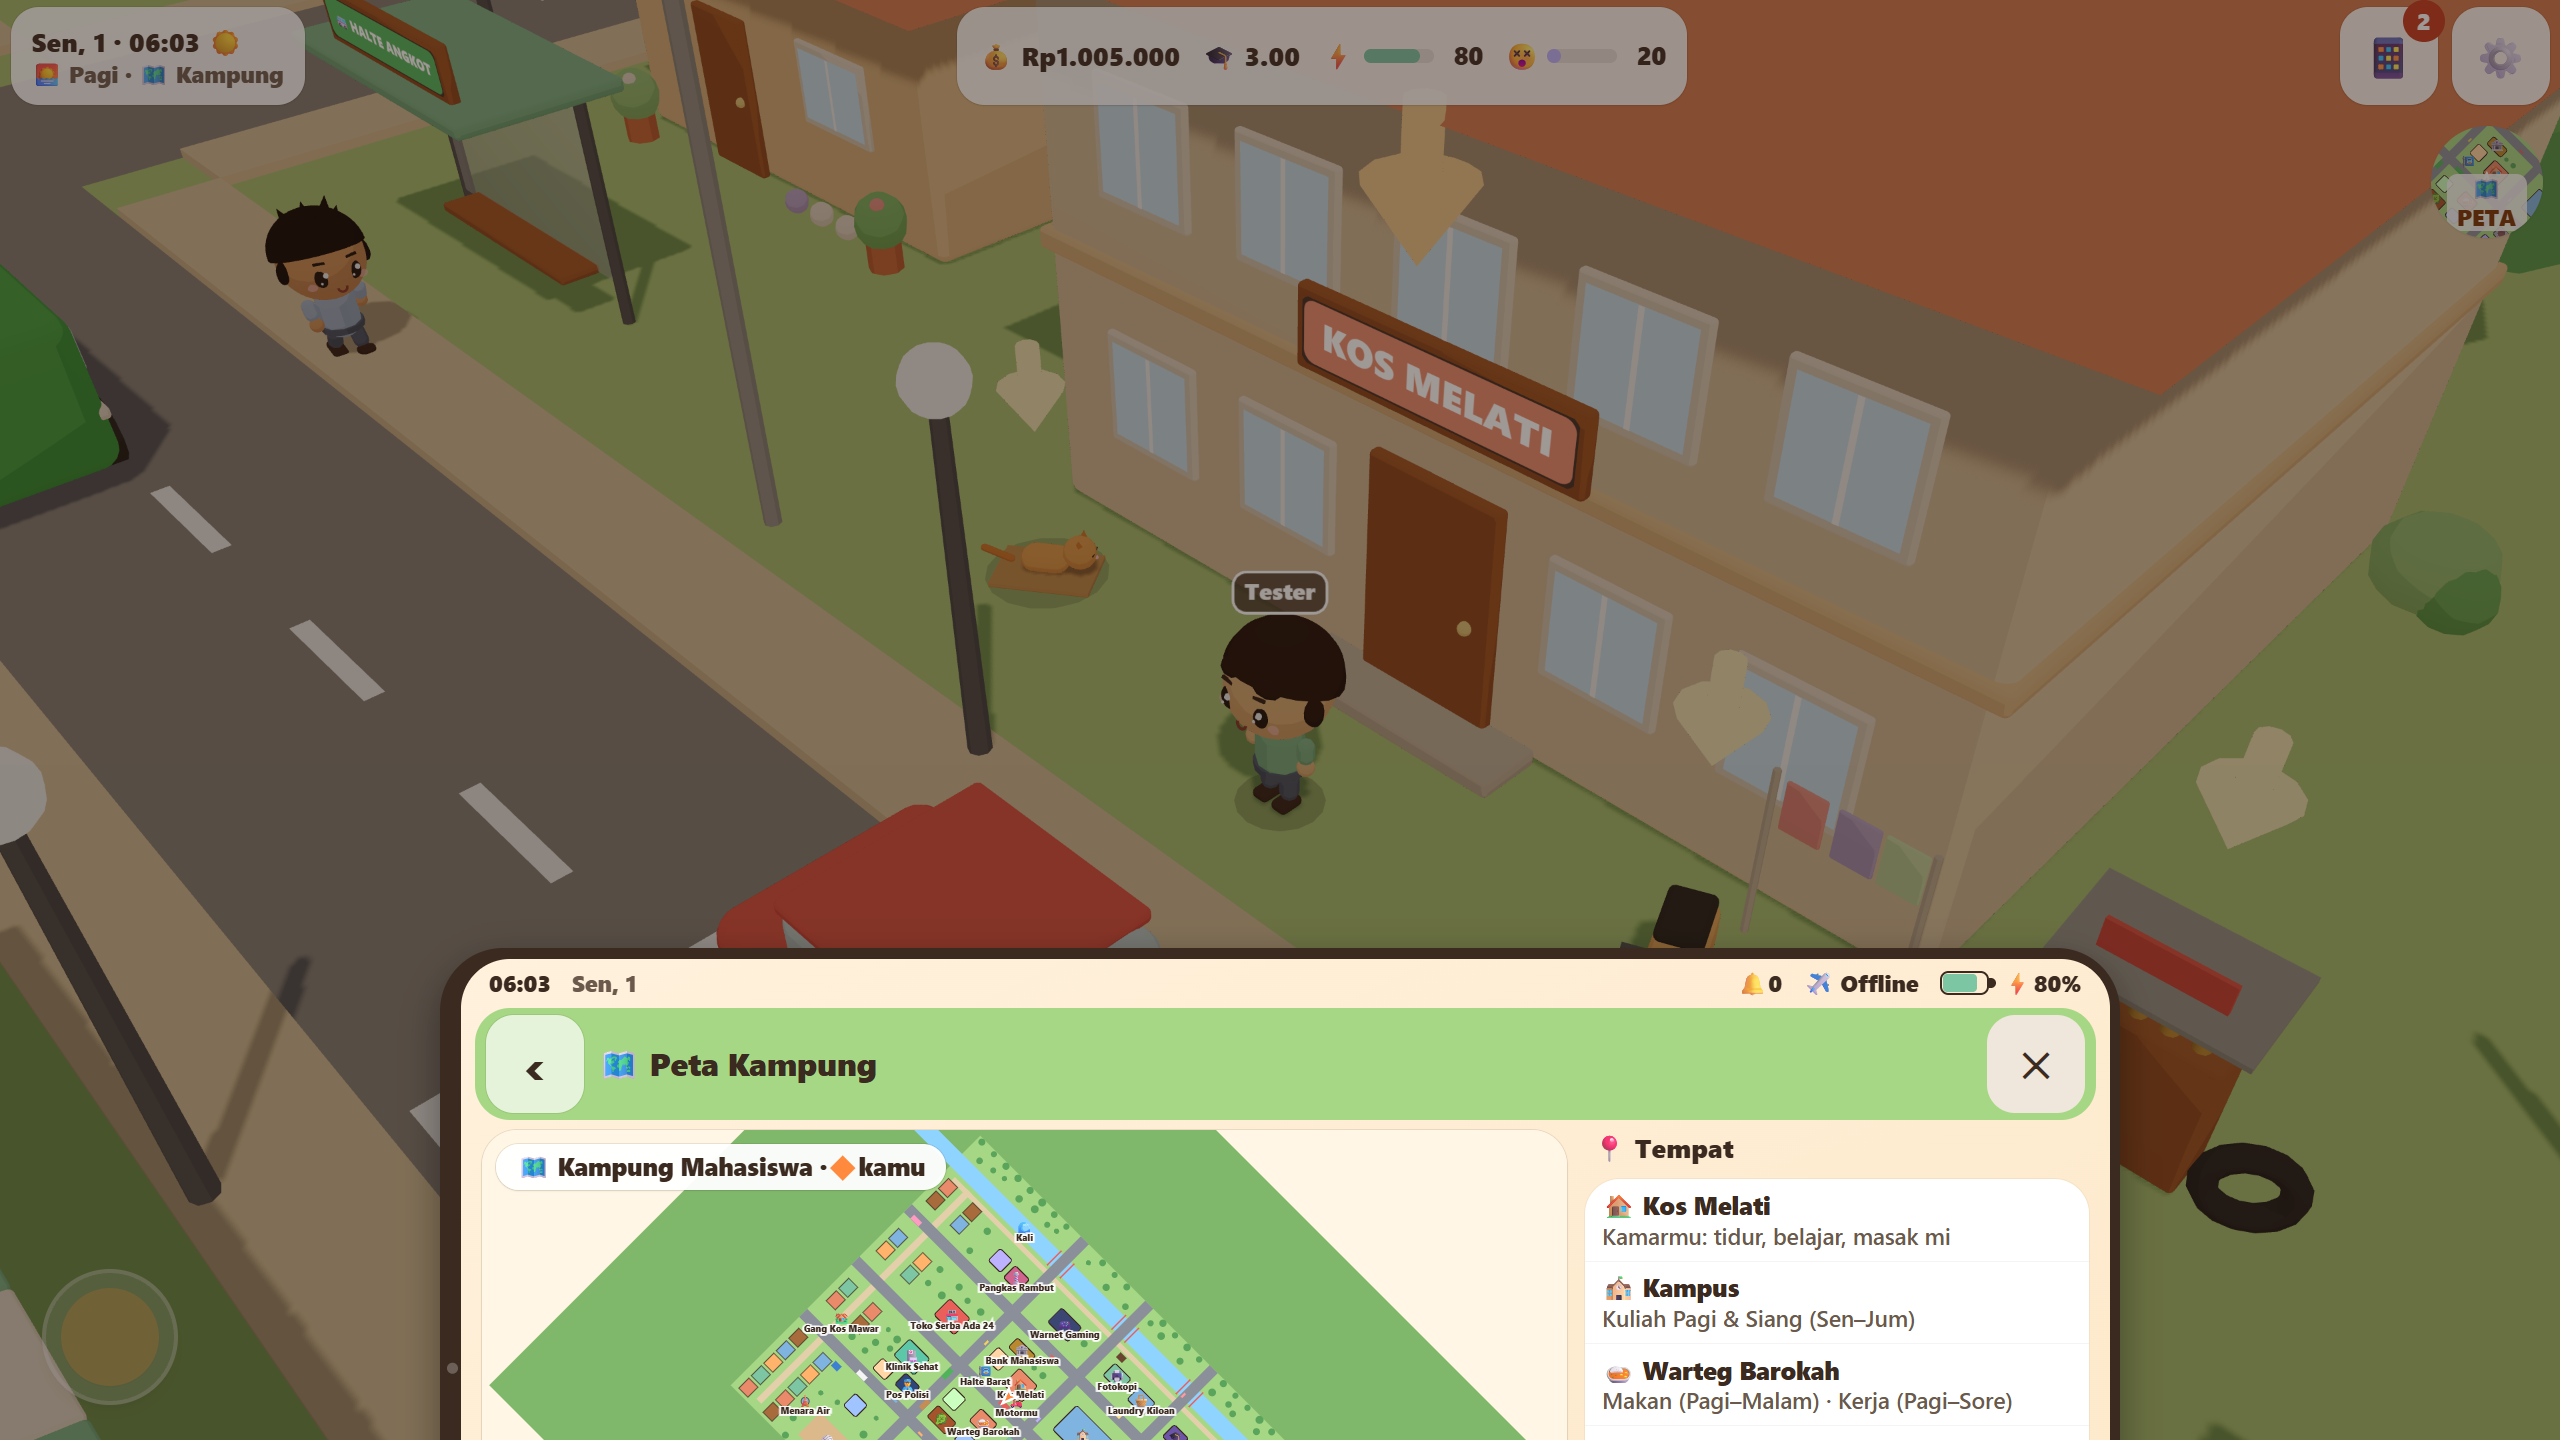 Sen, 1 · 06:03
Pagi · Kampung
HALTE ANGKOT
Rp1.005.000 3.00 80 20
2
PETA
KOS MELATI
Tester
06:03 Sen, 1
0 Offline 80%
Peta Kampung
Kampung Mahasiswa · kamu
Kali
Pangkas Rambut
Gang Kos Mawar
Toko Serba Ada 24
Warnet Gaming
Klinik Sehat
Bank Mahasiswa
Halte Barat
Pos Polisi
Melati
Fotokopi
Menara Air
Motormu
Laundry Kiloan
Warteg Barokah
Tempat
Kos Melati
Kamarmu: tidur, belajar, masak mi
Kampus
Kuliah Pagi & Siang (Sen–Jum)
Warteg Barokah
Makan (Pagi–Malam) · Kerja (Pagi–Sore)